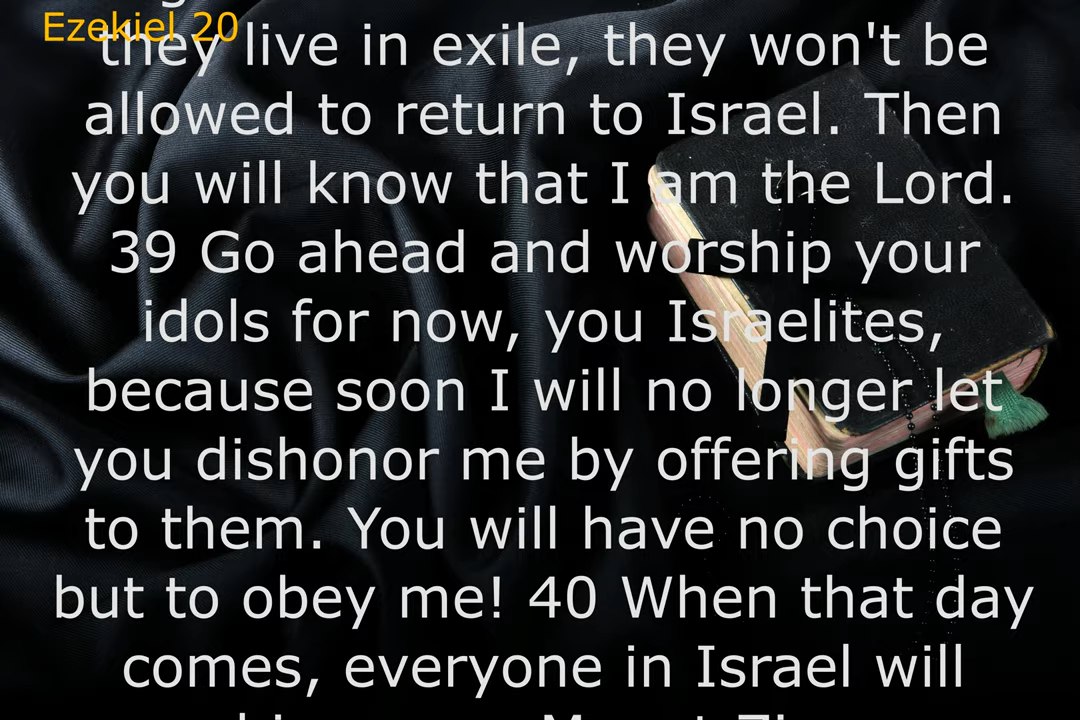 Ezekiel 20
they live in exile, they won't be
allowed to return to Israel. Then
you will know that I am the Lord.
39 Go ahead and worship your
idols for now, you Israelites,
because soon I will no longer let
you dishonor me by offering gifts
to them. You will have no choice
but to obey me! 40 When that day
comes, everyone in Israel will